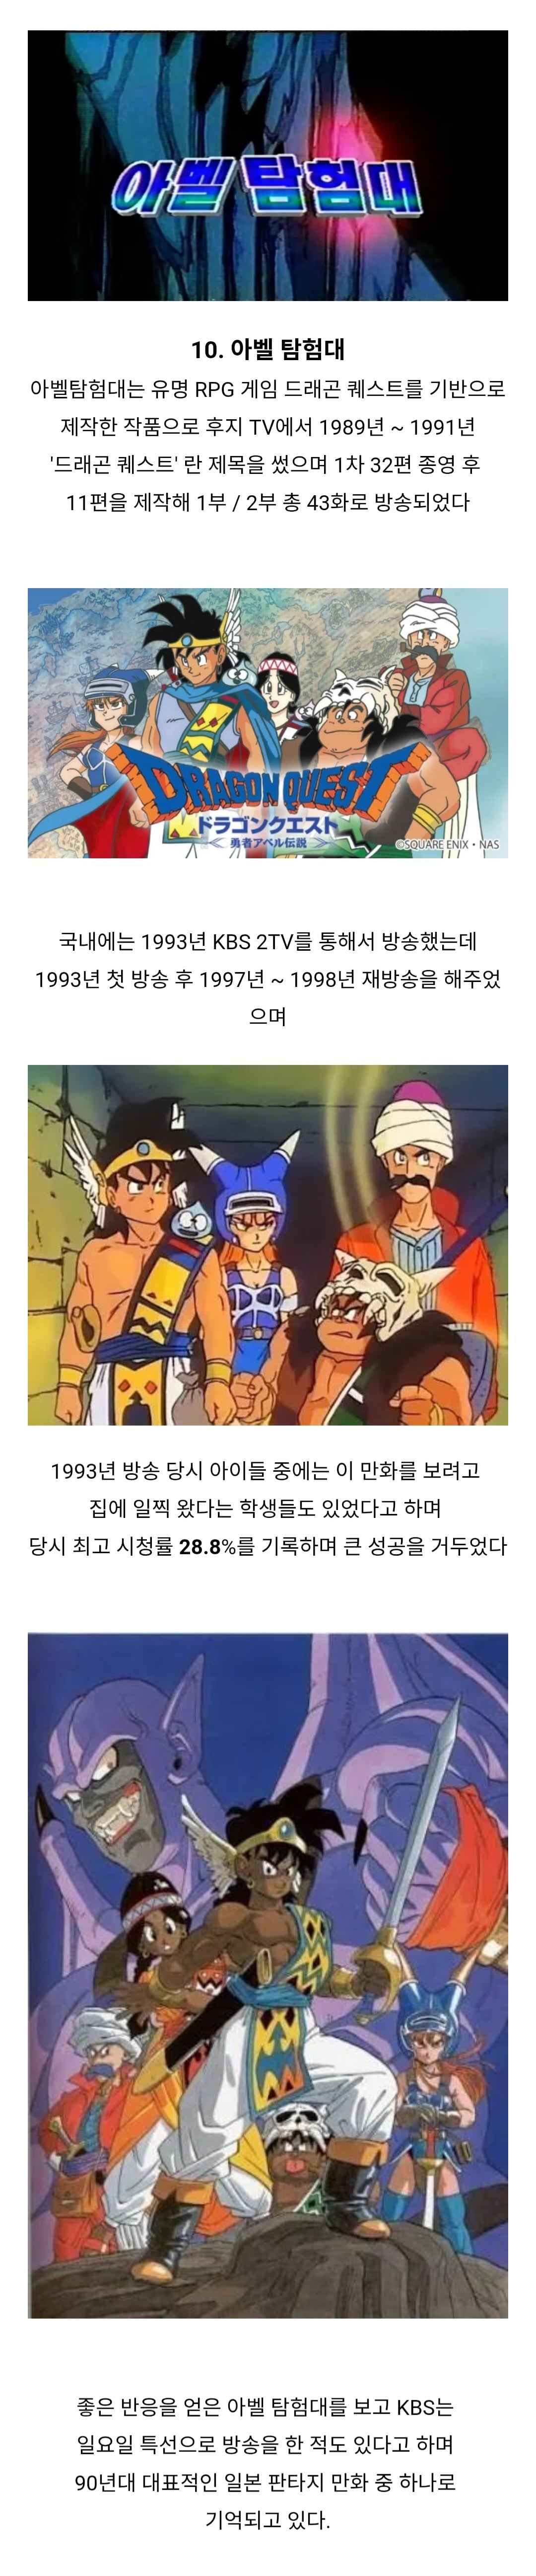 아벨 탐험대
10. 아벨 탐험대
아벨탐험대는 유명 RPG 게임 드래곤 퀘스트를 기반으로
제작한 작품으로 후지 TV에서 1989년 ~ 1991년
'드래곤 퀘스트' 란 제목을 썼으며 1차 32편 종영 후
11편을 제작해 1부 / 2부 총 43화로 방송되었다
DRAGON QUEST
ドラゴンクエスト
勇者アベル伝説
©SQUARE ENIX・NAS
국내에는 1993년 KBS 2TV를 통해서 방송했는데
1993년 첫 방송 후 1997년 ~ 1998년 재방송을 해주었
으며
1993년 방송 당시 아이들 중에는 이 만화를 보려고
집에 일찍 왔다는 학생들도 있었다고 하며
당시 최고 시청률 28.8%를 기록하며 큰 성공을 거두었다
좋은 반응을 얻은 아벨 탐험대를 보고 KBS는
일요일 특선으로 방송을 한 적도 있다고 하며
90년대 대표적인 일본 판타지 만화 중 하나로
기억되고 있다.